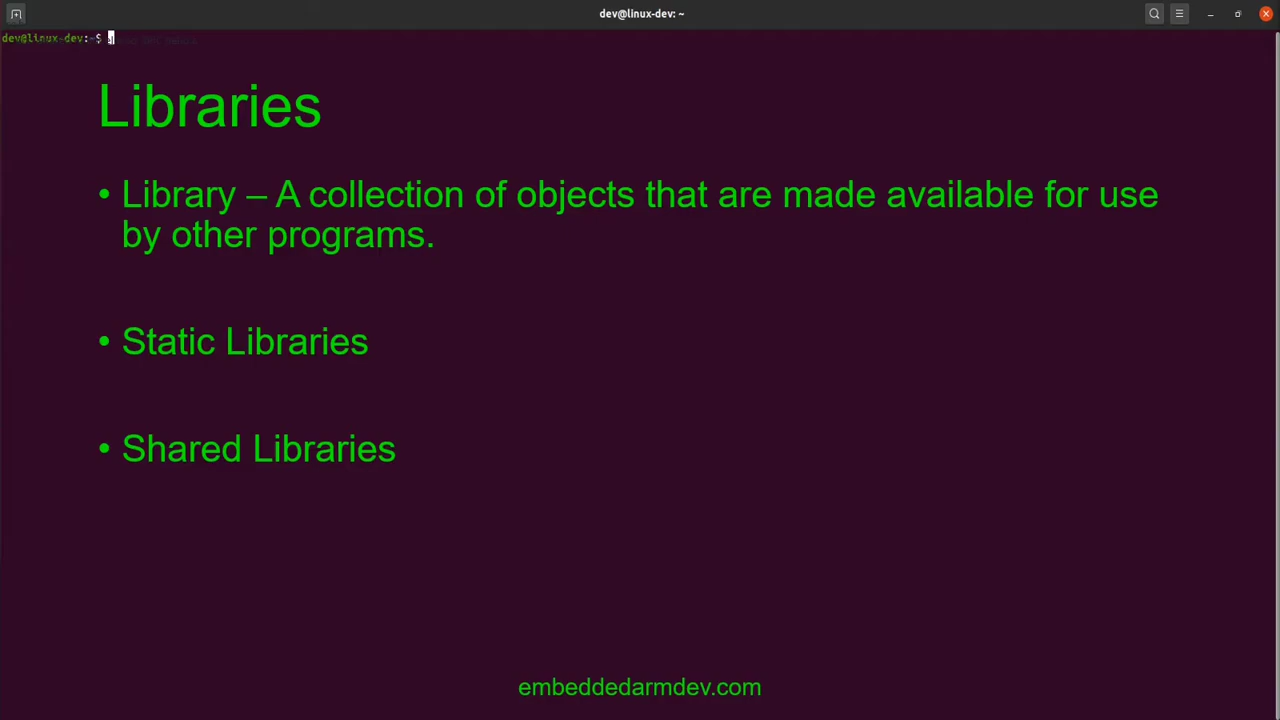 dev@linux-dev: ~
dev@linux-dev:~$
Libraries
• Library – A collection of objects that are made available for use
by other programs.
• Static Libraries
• Shared Libraries
embeddedarmdev.com